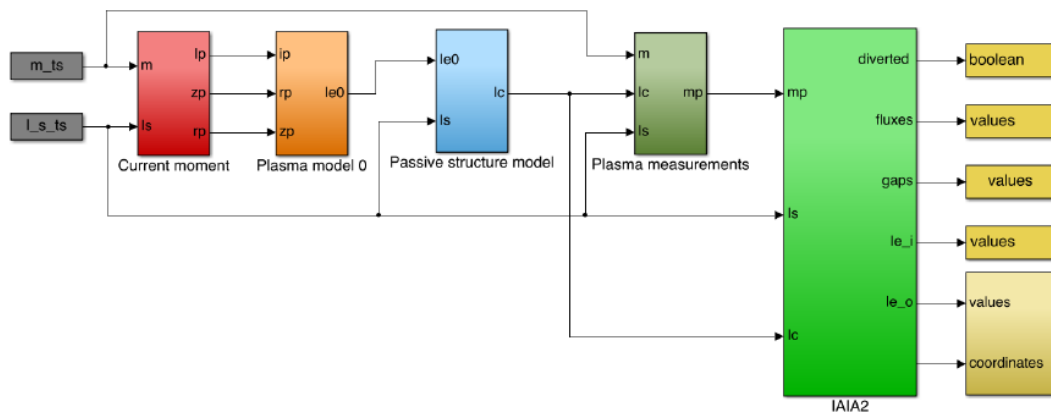 m_ts
I_s_ts
m
Is
Ip
zp
rp
Current moment
ip
rp
zp
Ie0
Plasma model 0
Ie0
Is
Ic
Passive structure model
m
Ic
Is
mp
Plasma measurements
mp
Is
Ic
diverted
fluxes
gaps
Ie_i
Ie_o
IAIA2
boolean
values
values
values
values
coordinates